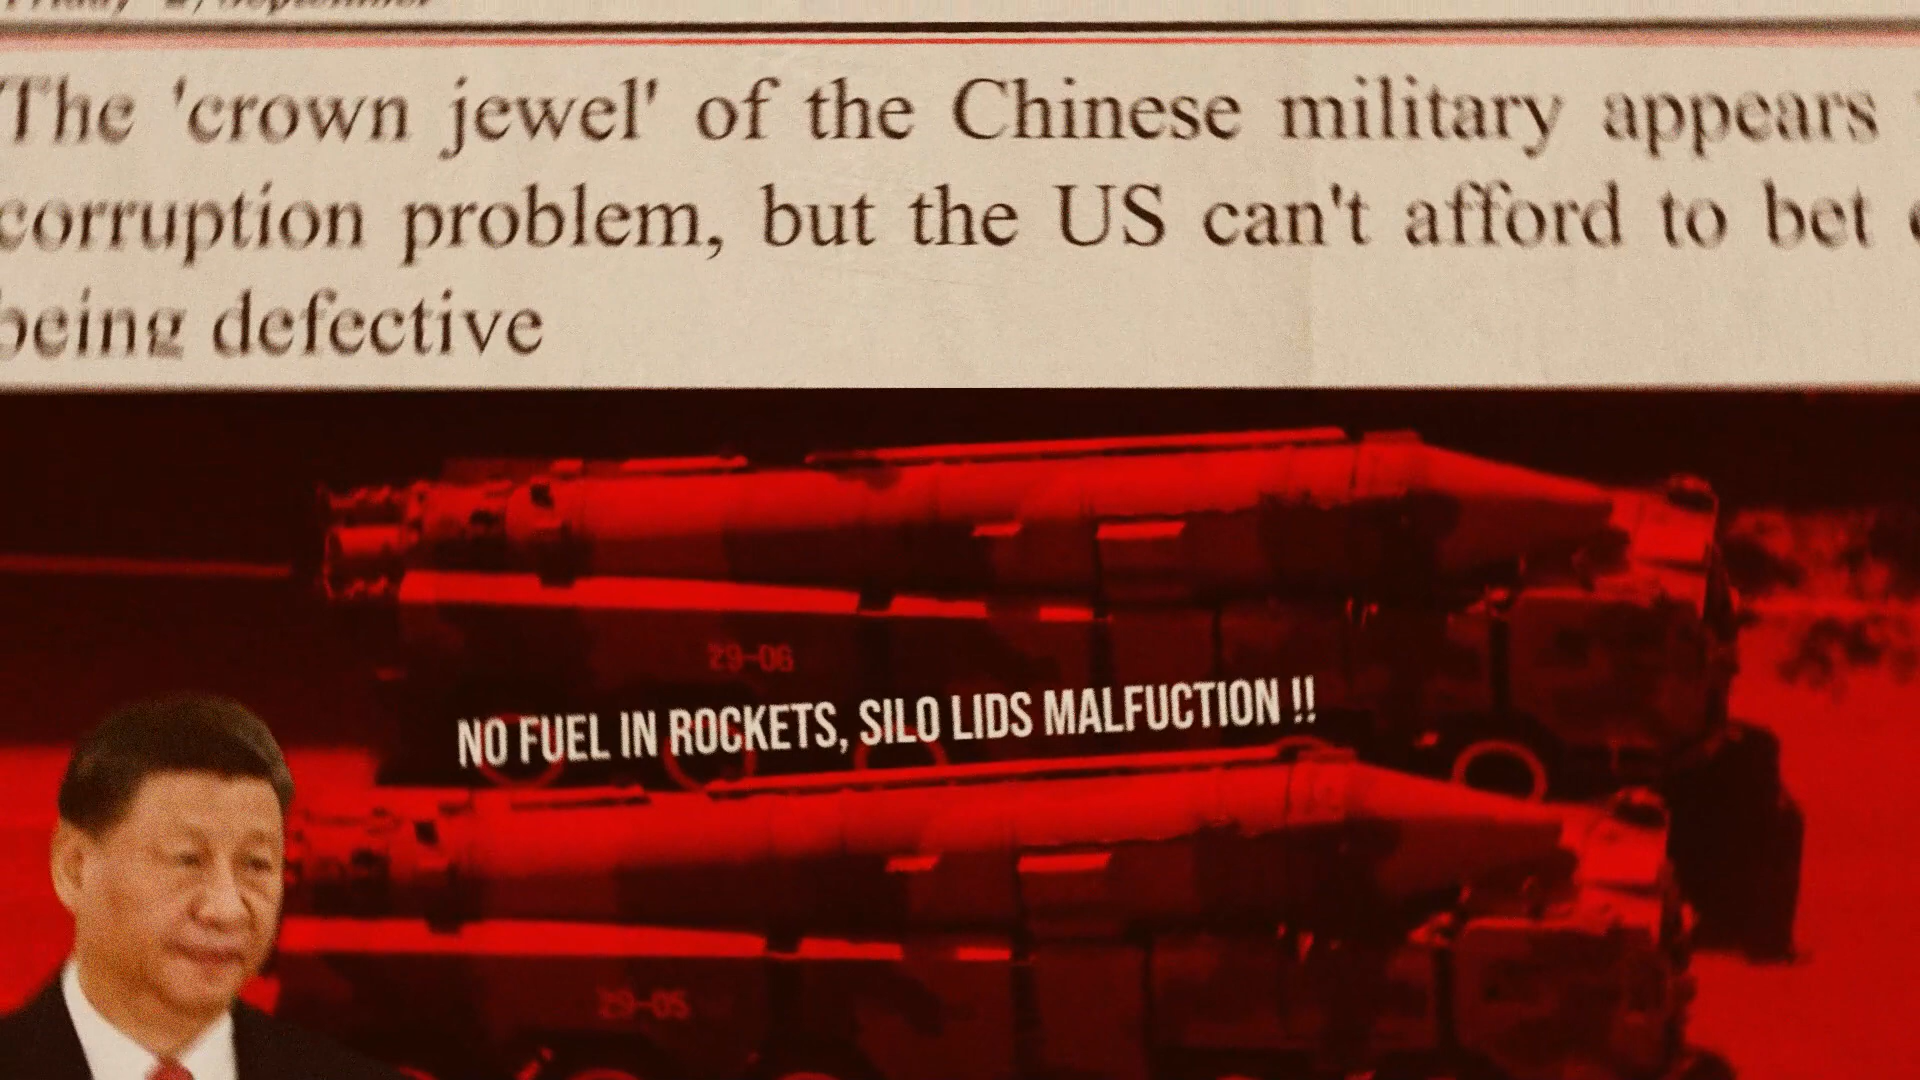 The 'crown jewel' of the Chinese military appears
corruption problem, but the US can't afford to bet
being defective
29-06
NO FUEL IN ROCKETS, SILO LIDS MALFUCTION !!
29-05